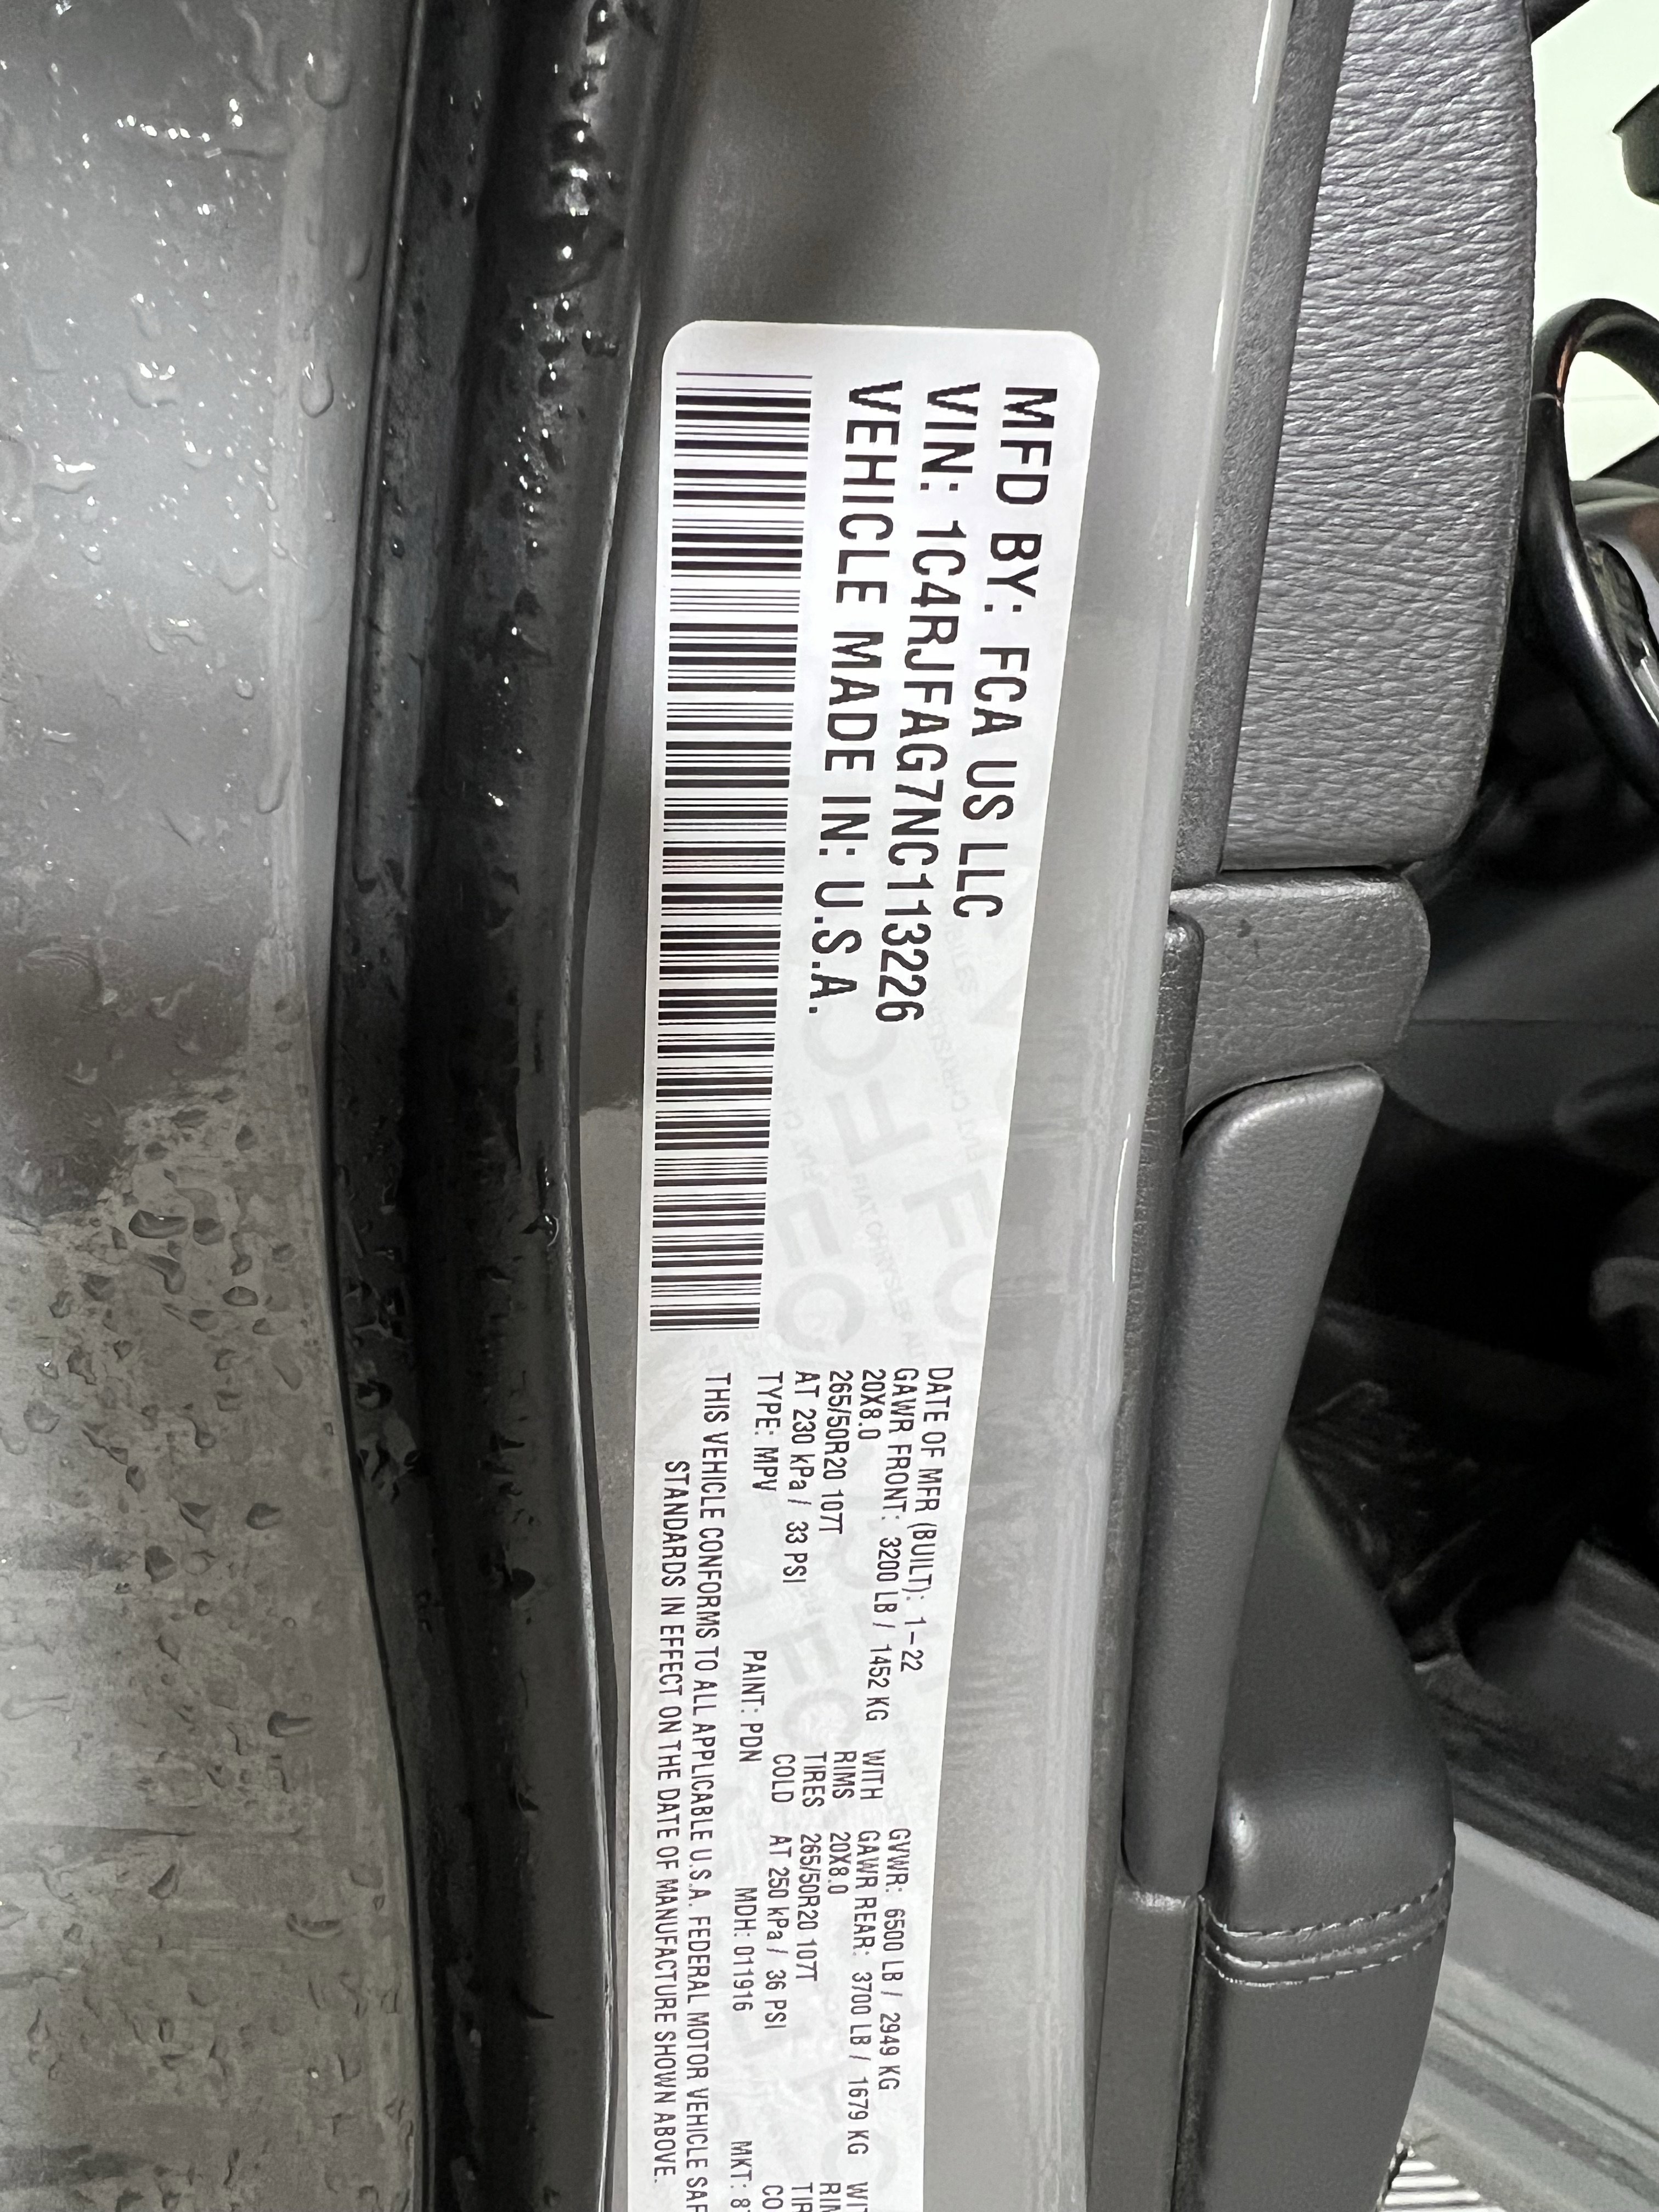 MFD BY: FCA US LLC
VIN: 1C4RJFAG7NC113226
VEHICLE MADE IN: U.S.A.
DATE OF MFR (BUILT): 1-22 GVWR: 6500 LB / 2949 KG
GAWR FRONT: 3200 LB / 1452 KG WITH GAWR REAR: 3700 LB / 1679 KG
20X8.0 RIMS 20X8.0
265/50R20 107T TIRES 265/50R20 107T
AT 230 kPa / 33 PSI COLD AT 250 kPa / 36 PSI
TYPE: MPV PAINT: PDN MDH: 011916 MKT:
THIS VEHICLE CONFORMS TO ALL APPLICABLE U.S.A. FEDERAL MOTOR VEHICLE
STANDARDS IN EFFECT ON THE DATE OF MANUFACTURE SHOWN ABOVE.